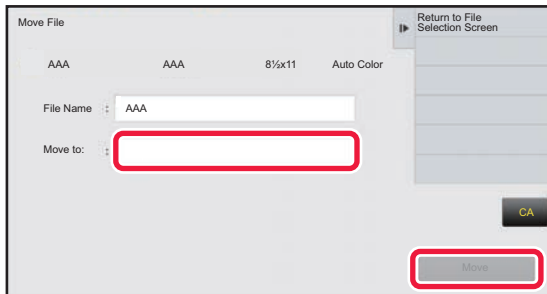 Move File
Return to File
Selection Screen
AAA AAA 8½x11 Auto Color
File Name : AAA
Move to: :
CA
Move